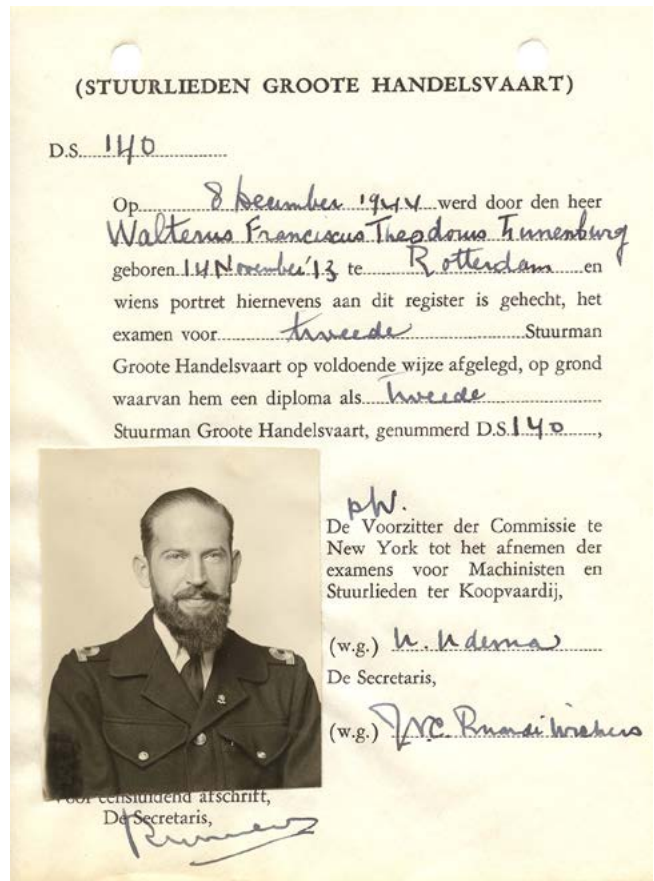 (STUURLIEDEN GROOTE HANDELSVAART)
D.S. 140
Op 8 December 1944 werd door den heer
Walterus Franciscus Theodorus
geboren 14 November '13 te Rotterdam en
wiens portret hiernevens aan dit register is gehecht, het
examen voor tweede Stuurman
Groote Handelsvaart op voldoende wijze afgelegd, op grond
waarvan hem een diploma als tweede
Stuurman Groote Handelsvaart, genummerd D.S. 140,
De Voorzitter der Commissie te
New York tot het afnemen der
examens voor Machinisten en
Stuurlieden ter Koopvaardij,
(w.g.)
De Secretaris,
(w.g.)
Voor eensluidend afschrift,
De Secretaris,